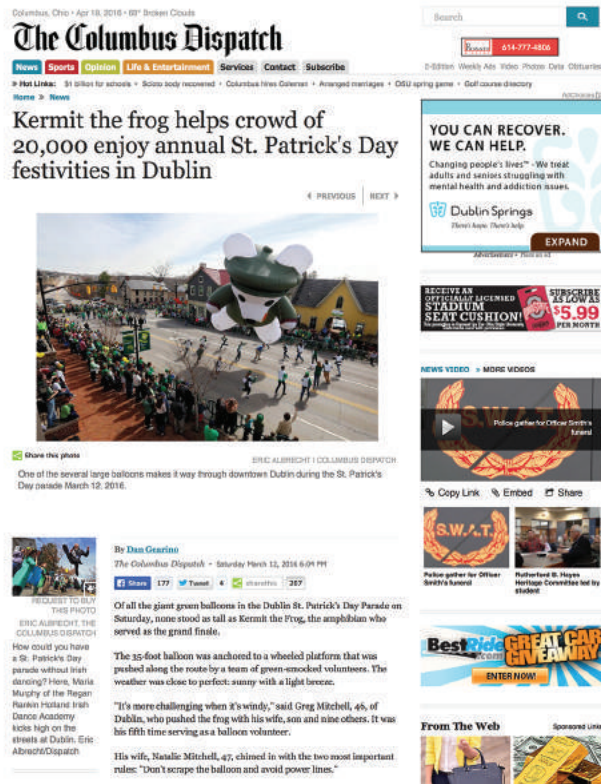 Columbus, Ohio • Apr 19, 2016 • 68° Broken Clouds
The Columbus Dispatch
Search
614-777-4806
News Sports Opinion Life & Entertainment Services Contact Subscribe
E-Edition Weekly Ads Video Photos Data Obituaries
» Hot Links: $1 billion for schools • Scioto body recovered • Columbus hires Coleman • Arranged marriages • OSU spring game • Golf course directory
Home » News
AdChoices
Kermit the frog helps crowd of
20,000 enjoy annual St. Patrick's Day
festivities in Dublin
PREVIOUS NEXT
YOU CAN RECOVER.
WE CAN HELP.
Changing people's lives™ - We treat
adults and seniors struggling with
mental health and addiction issues.
Dublin Springs
There's hope. There's help.
EXPAND
RECEIVE AN
OFFICIALLY LICENSED
STADIUM
SEAT CUSHION!
SUBSCRIBE
AS LOW AS
$5.99
PER MONTH
NEWS VIDEO » MORE VIDEOS
Police gather for Officer Smith's
funeral
Share this photo
ERIC ALBRECHT | COLUMBUS DISPATCH
One of the several large balloons makes it way through downtown Dublin during the St. Patrick's
Day parade March 12, 2016.
Copy Link Embed Share
S.W.A.T.
Police gather for Officer
Smith's funeral
Rutherford B. Hayes
Heritage Committee led by
student
REQUEST TO BUY
THIS PHOTO
ERIC ALBRECHT, THE
COLUMBUS DISPATCH
How could you have
a St. Patrick's Day
parade without Irish
dancing? Here, Maria
Murphy of the Regan
Rankin Holland Irish
Dance Academy
kicks high on the
streets at Dublin. Eric
Albrecht/Dispatch
By Dan Gearino
The Columbus Dispatch • Saturday March 12, 2016 6:04 PM
Share 177 Tweet 6 sharethis 207
Of all the giant green balloons in the Dublin St. Patrick's Day Parade on
Saturday, none stood as tall as Kermit the Frog, the amphibian who
served as the grand finale.
The 35-foot balloon was anchored to a wheeled platform that was
pushed along the route by a team of green-smocked volunteers. The
weather was close to perfect: sunny with a light breeze.
"It's more challenging when it's windy," said Greg Mitchell, 46, of
Dublin, who pushed the frog with his wife, son and nine others. It was
his fifth time serving as a balloon volunteer.
His wife, Natalie Mitchell, 47, chimed in with the two most important
rules: "Don't scrape the balloon and avoid power lines."
BestRide.com
GREAT CAR
GIVEAWAY
ENTER NOW!
From The Web
Sponsored Links